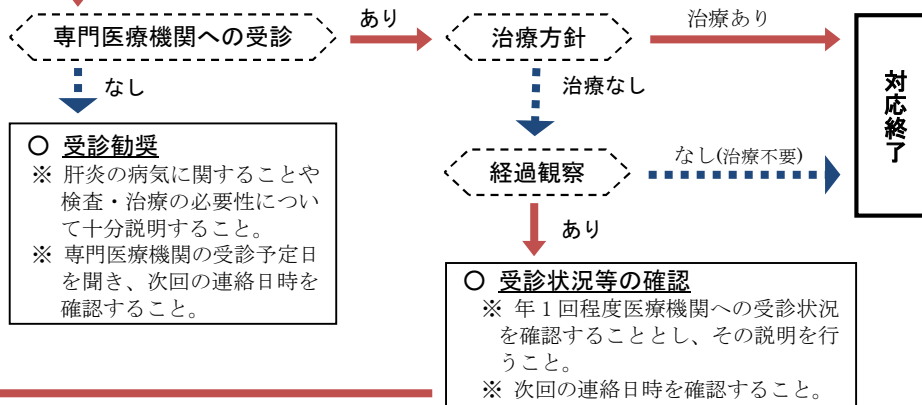 専門医療機関への受診
あり
治療方針
治療あり
対応終了
なし
治療なし
経過観察
なし(治療不要)
あり
○ 受診勧奨
※ 肝炎の病気に関することや
検査・治療の必要性につい
て十分説明すること。
※ 専門医療機関の受診予定日
を聞き、次回の連絡日時を
確認すること。
○ 受診状況等の確認
※ 年１回程度医療機関への受診状況
を確認することとし、その説明を行
うこと。
※ 次回の連絡日時を確認すること。